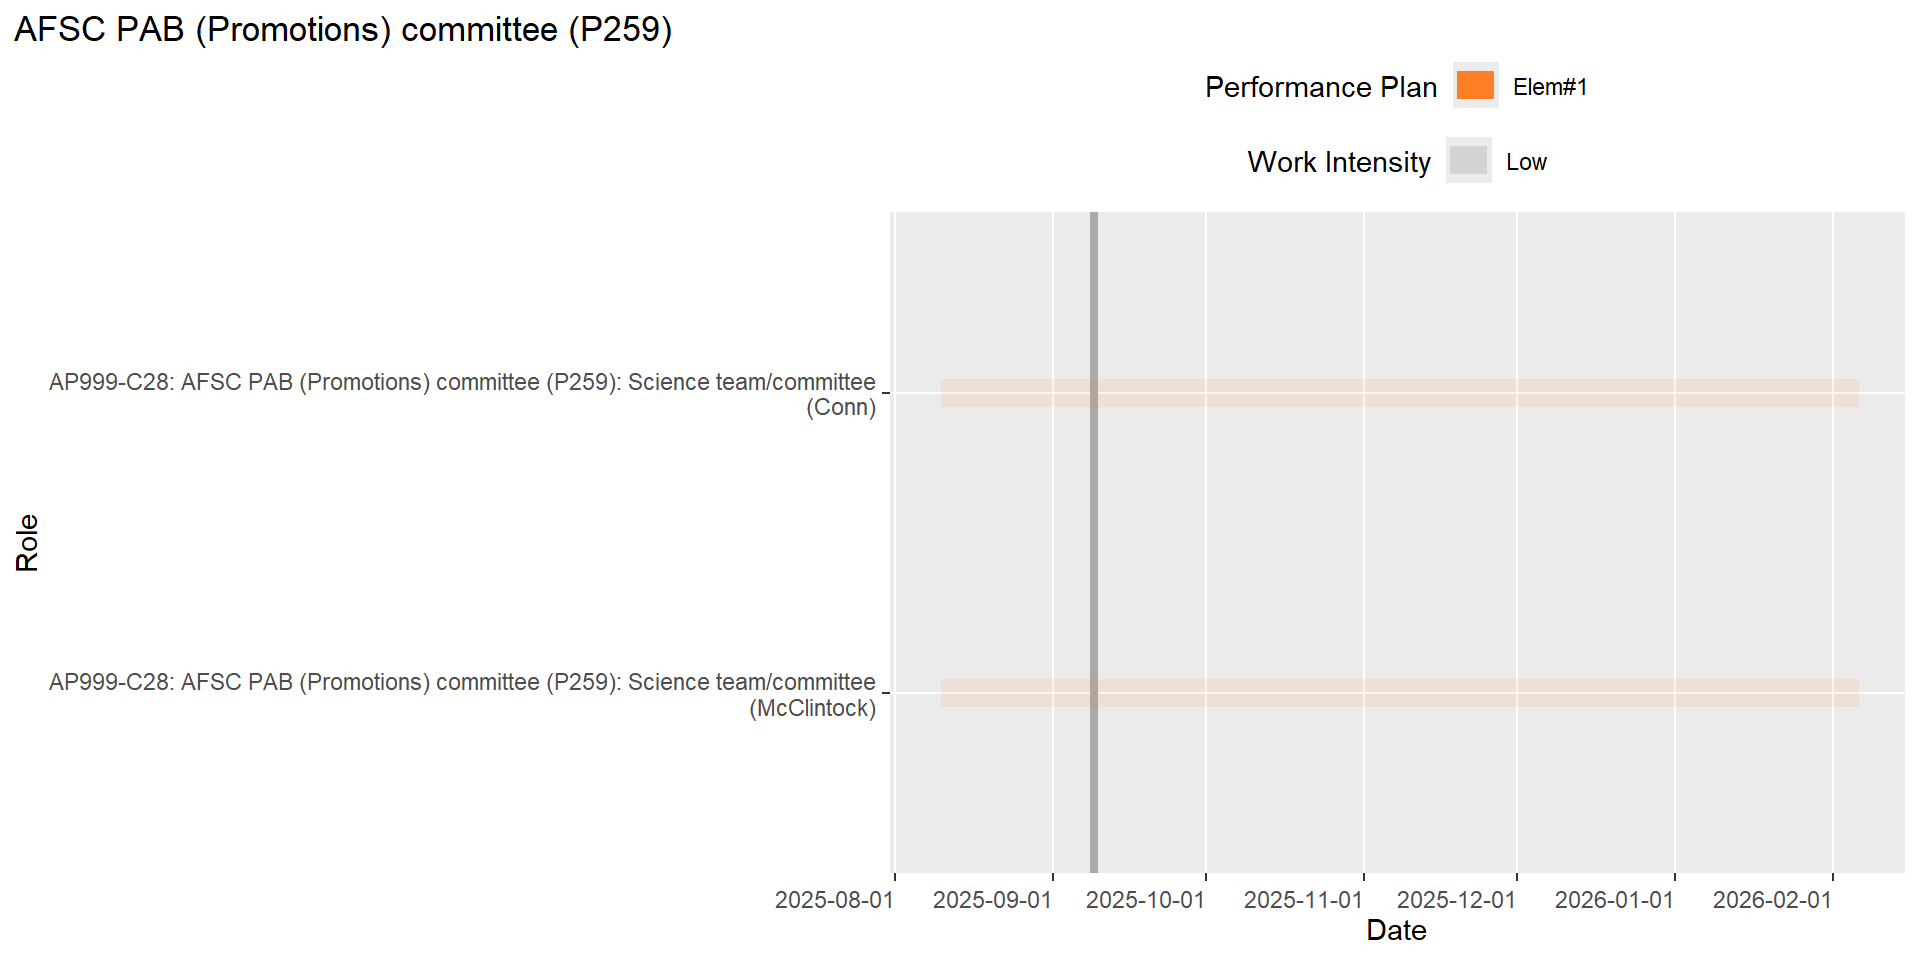 AFSC PAB (Promotions) committee (P259)
Performance Plan Elem#1
Work Intensity Low
AP999-C28: AFSC PAB (Promotions) committee (P259): Science team/committee
(Conn)
Role
AP999-C28: AFSC PAB (Promotions) committee (P259): Science team/committee
(McClintock)
2025-08-01 2025-09-01 2025-10-01 2025-11-01 2025-12-01 2026-01-01 2026-02-01
Date